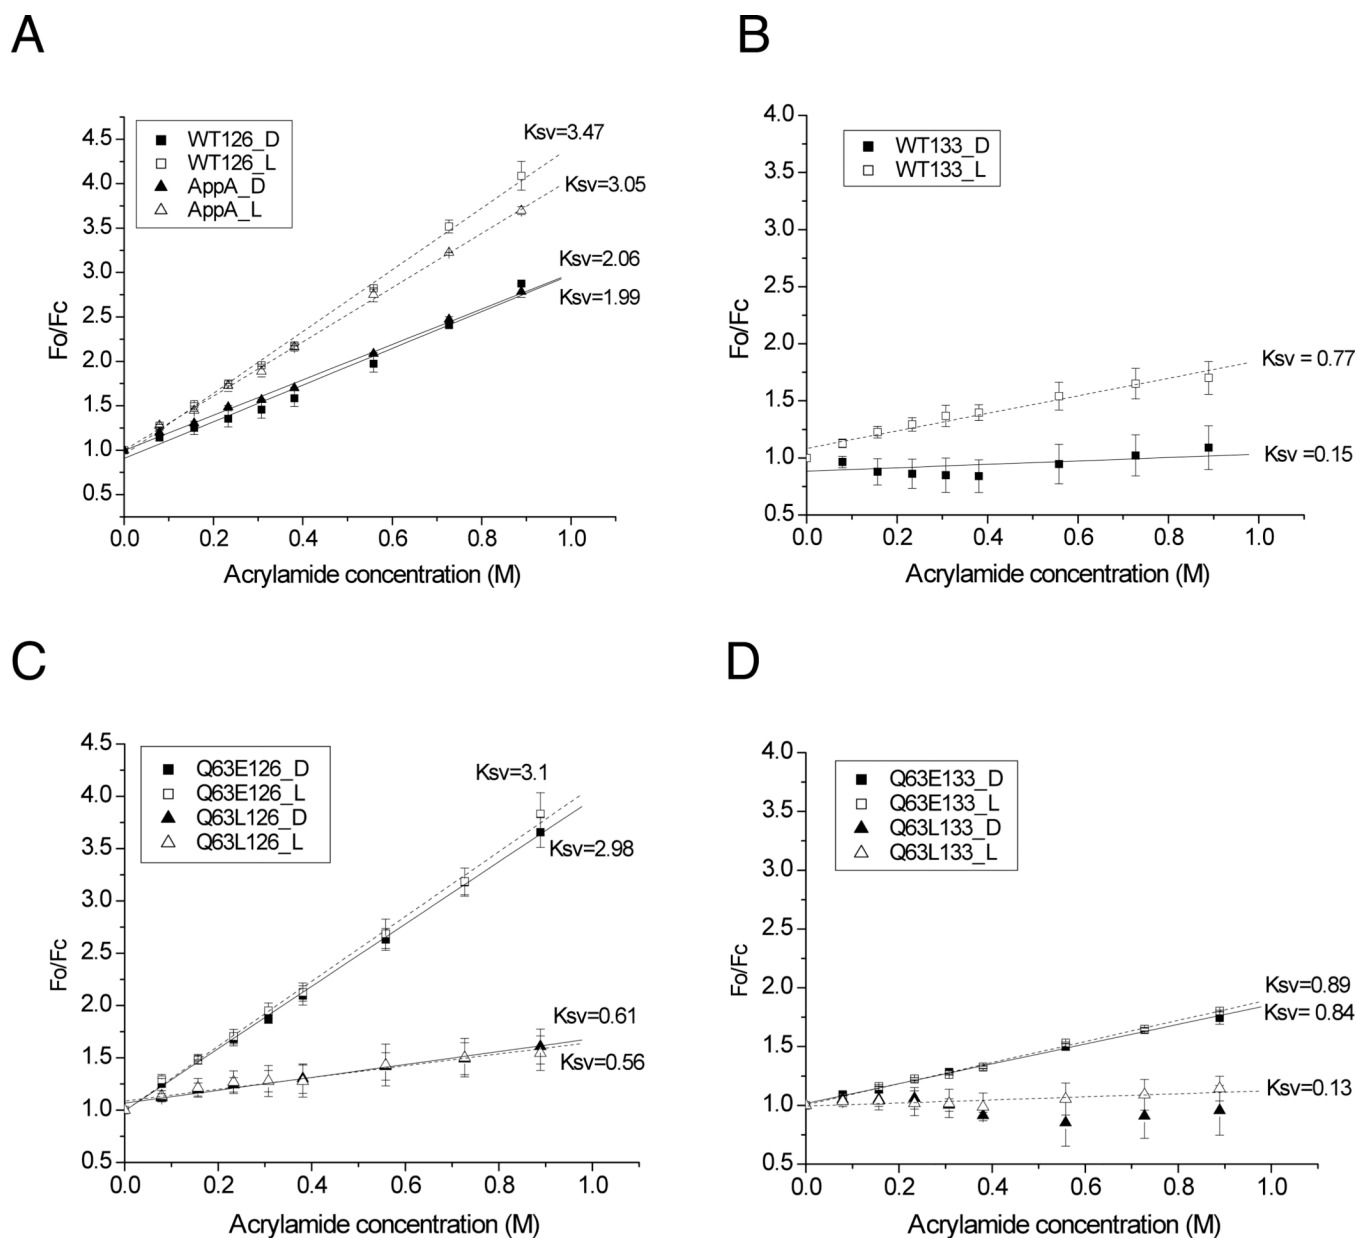 A
WT126_D
WT126_L
AppA_D
AppA_L
Ksv=3.47
Ksv=3.05
Ksv=2.06
Ksv=1.99
4.5
4.0
3.5
3.0
2.5
2.0
1.5
1.0
0.5
Fo/Fc
0.0 0.2 0.4 0.6 0.8 1.0
Acrylamide concentration (M)
B
WT133_D
WT133_L
Ksv = 0.77
Ksv =0.15
4.0
3.5
3.0
2.5
2.0
1.5
1.0
0.5
Fo/Fc
0.0 0.2 0.4 0.6 0.8 1.0
Acrylamide concentration (M)
C
Q63E126_D
Q63E126_L
Q63L126_D
Q63L126_L
Ksv=3.1
Ksv=2.98
Ksv=0.61
Ksv=0.56
4.5
4.0
3.5
3.0
2.5
2.0
1.5
1.0
0.5
Fo/Fc
0.0 0.2 0.4 0.6 0.8 1.0
Acrylamide concentration (M)
D
Q63E133_D
Q63E133_L
Q63L133_D
Q63L133_L
Ksv=0.89
Ksv= 0.84
Ksv=0.13
4.0
3.5
3.0
2.5
2.0
1.5
1.0
0.5
Fo/Fc
0.0 0.2 0.4 0.6 0.8 1.0
Acrylamide concentration (M)